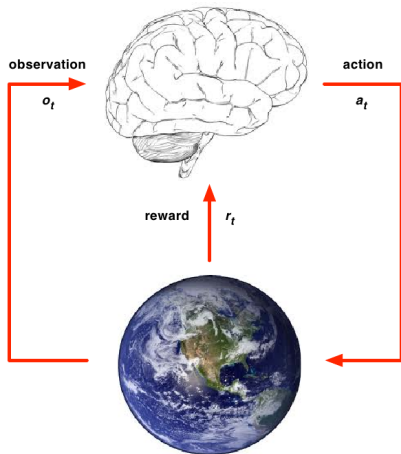 observation
o_t
action
a_t
reward
r_t